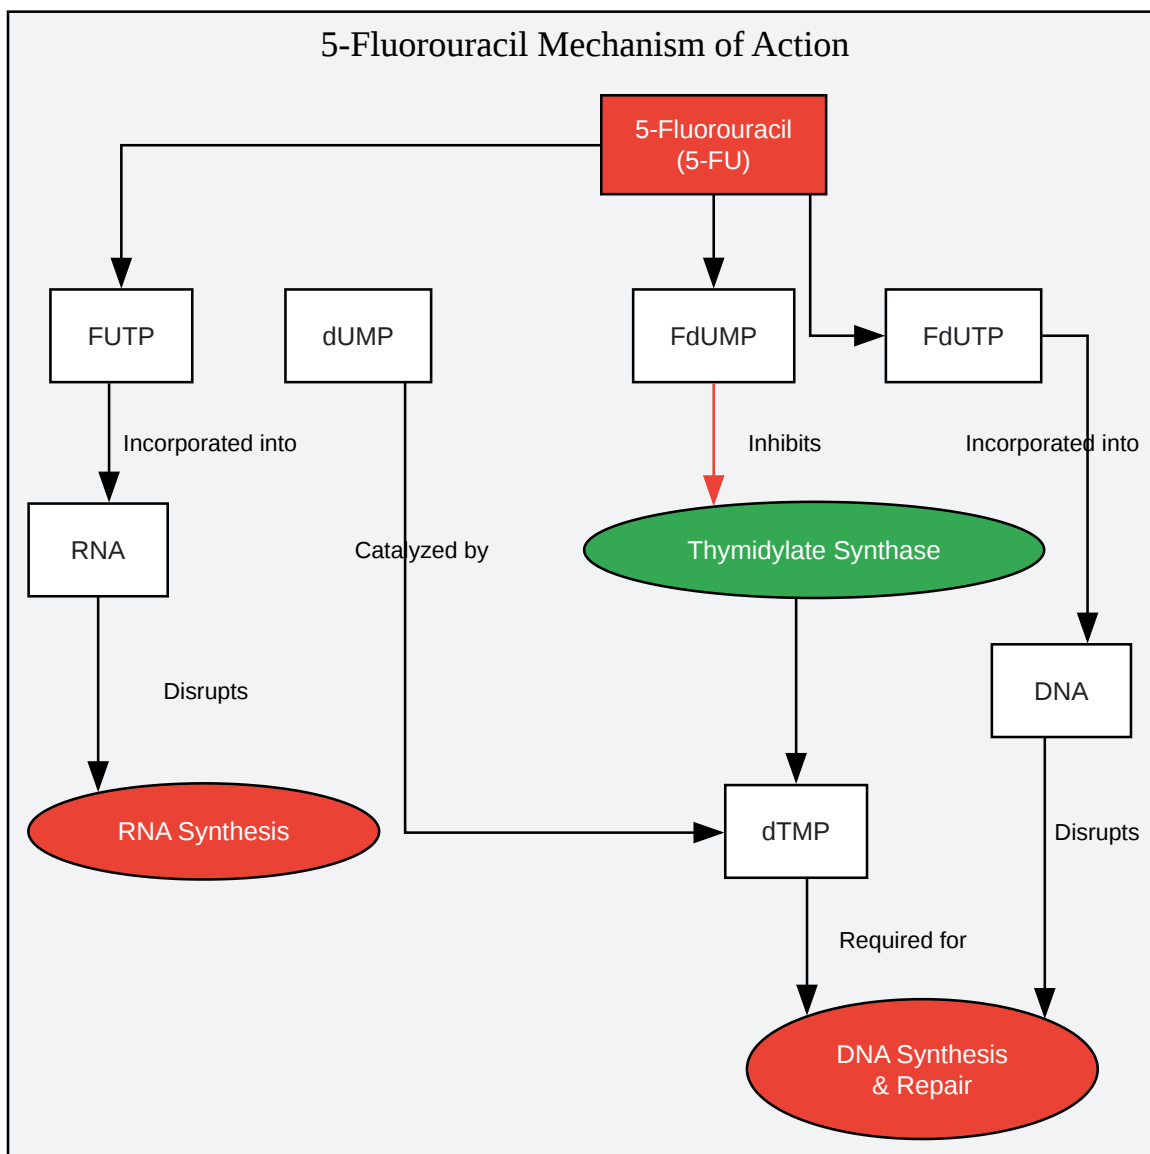 5-Fluorouracil Mechanism of Action
5-Fluorouracil
(5-FU)
FUTP
dUMP
FdUMP
FdUTP
Incorporated into
Inhibits
Incorporated into
RNA
Catalyzed by
Thymidylate Synthase
Disrupts
DNA
RNA Synthesis
dTMP
Disrupts
Required for
DNA Synthesis
& Repair